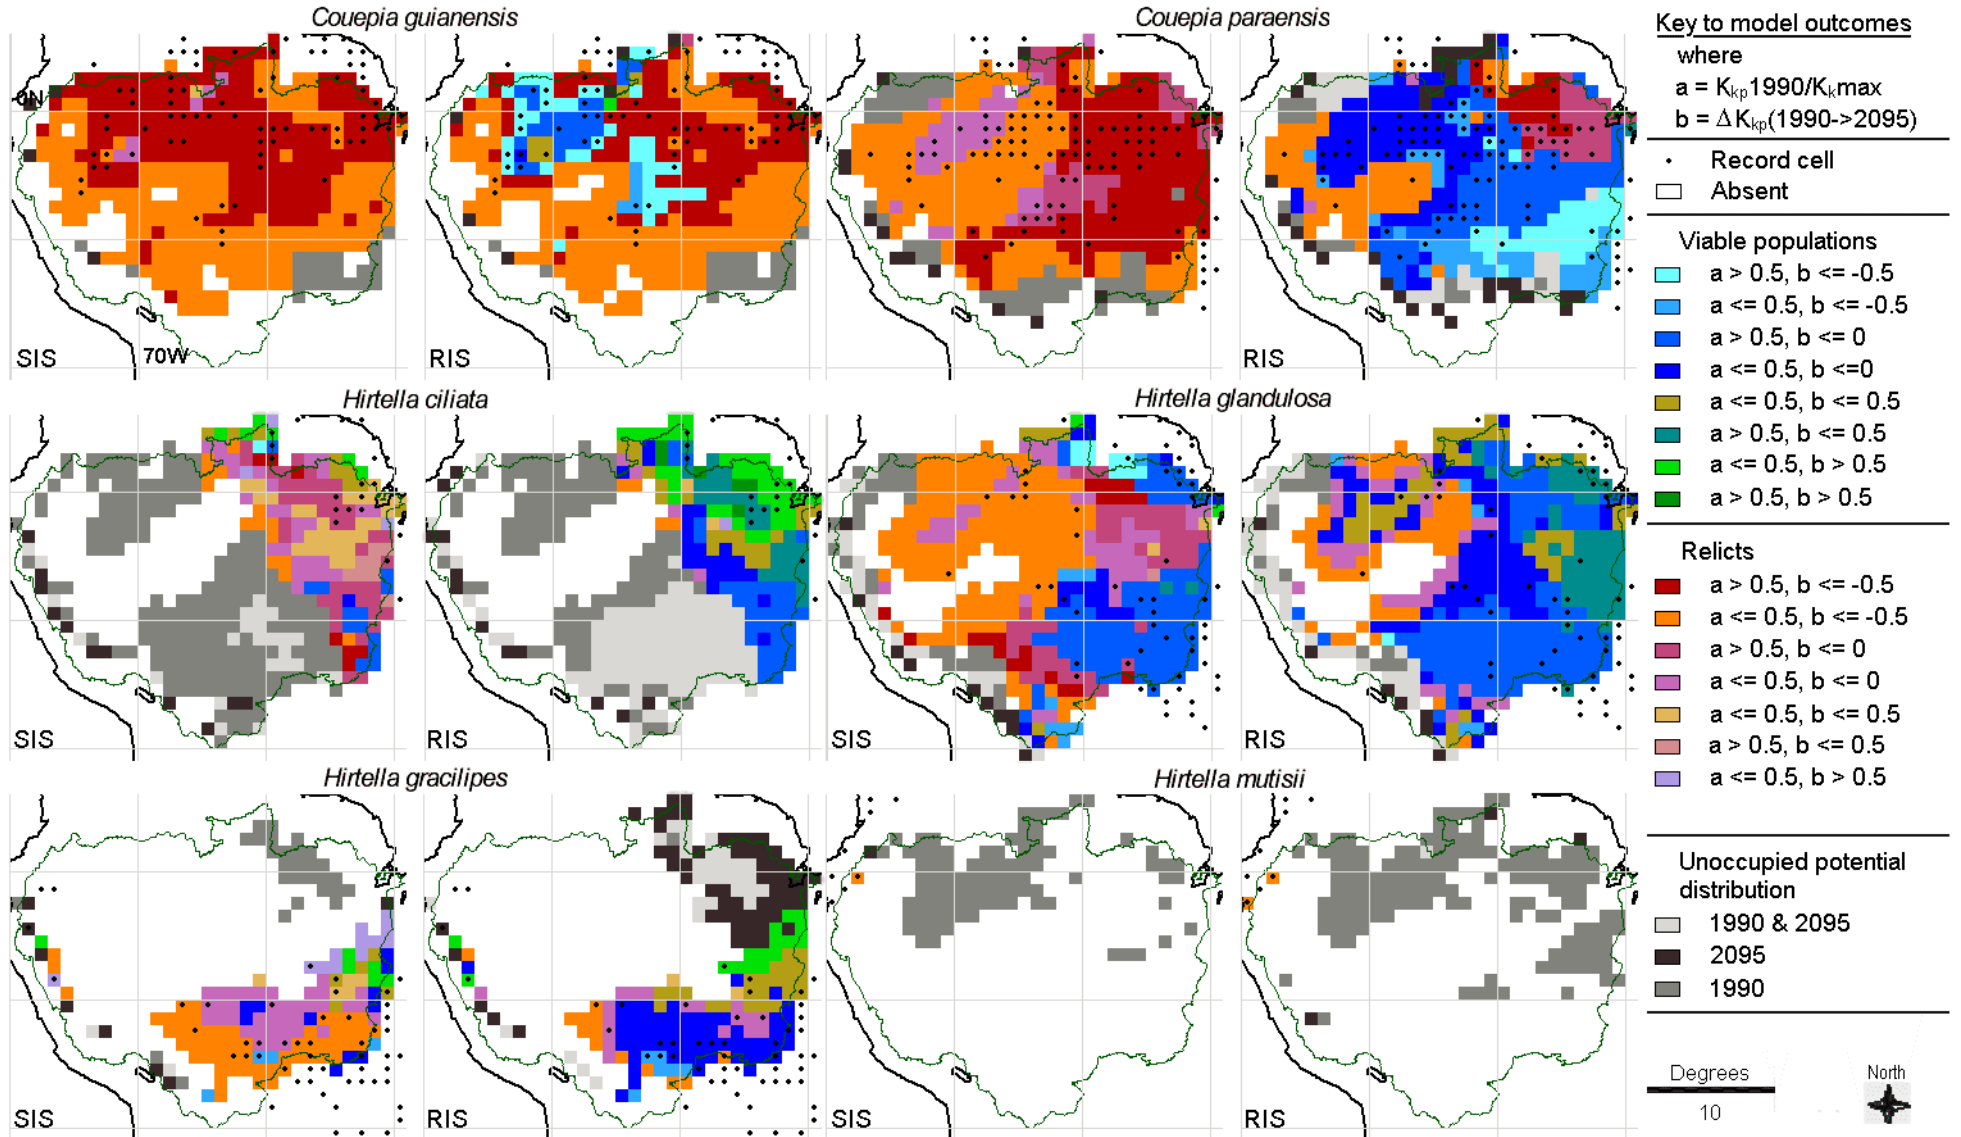 Couepia guianensis
Couepia paraensis
0N
SIS
70W
RIS
SIS
RIS
Hirtella ciliata
Hirtella glandulosa
SIS
RIS
SIS
RIS
Hirtella gracilipes
Hirtella mutisii
SIS
RIS
SIS
RIS
Key to model outcomes
where
a = Kkp1990/Kkmax
b = ΔKkp(1990->2095)
Record cell
Absent
Viable populations
a > 0.5, b <= -0.5
a <= 0.5, b <= -0.5
a > 0.5, b <= 0
a <= 0.5, b <=0
a <= 0.5, b <= 0.5
a > 0.5, b <= 0.5
a <= 0.5, b > 0.5
a > 0.5, b > 0.5
Relicts
a > 0.5, b <= -0.5
a <= 0.5, b <= -0.5
a > 0.5, b <= 0
a <= 0.5, b <= 0
a <= 0.5, b <= 0.5
a > 0.5, b <= 0.5
a <= 0.5, b > 0.5
Unoccupied potential
distribution
1990 & 2095
2095
1990
Degrees
10
North